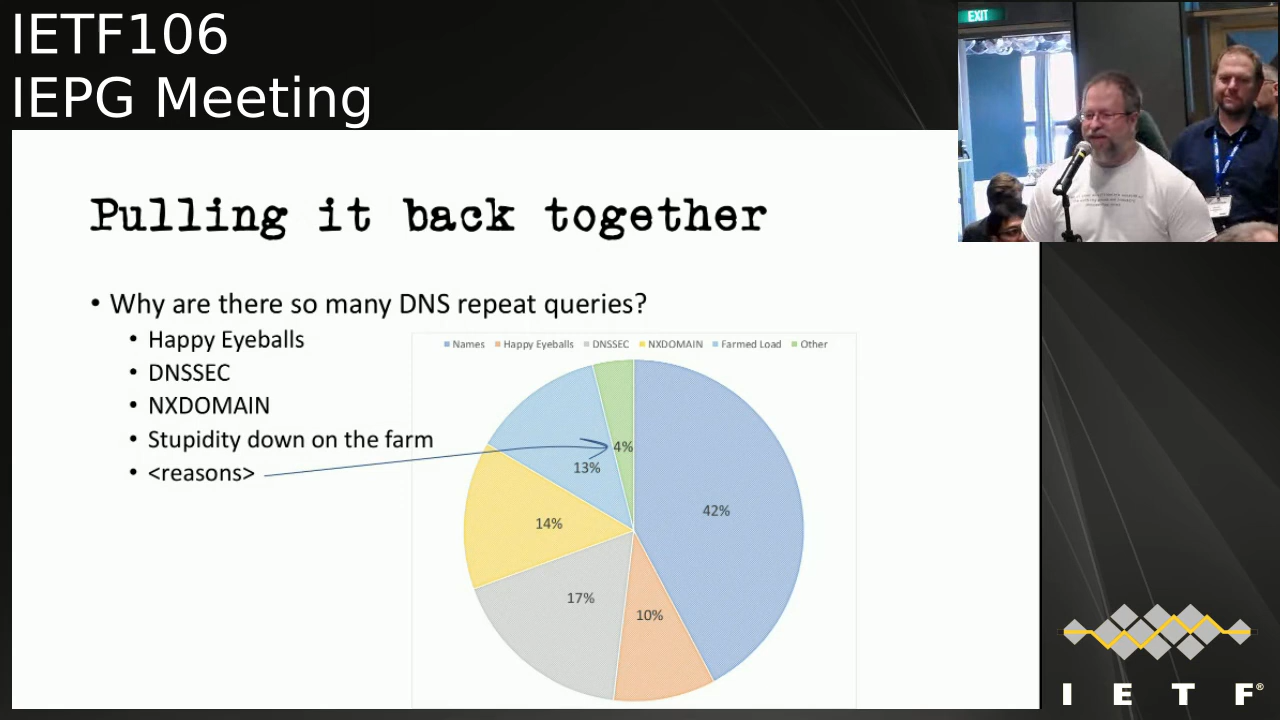 IETF106
IEPG Meeting
EXIT
Pulling it back together
• Why are there so many DNS repeat queries?
• Happy Eyeballs
• DNSSEC
• NXDOMAIN
• Stupidity down on the farm
• <reasons>
Names Happy Eyeballs DNSSEC NXDOMAIN Farmed Load Other
4%
13%
42%
14%
17%
10%
I E T F®